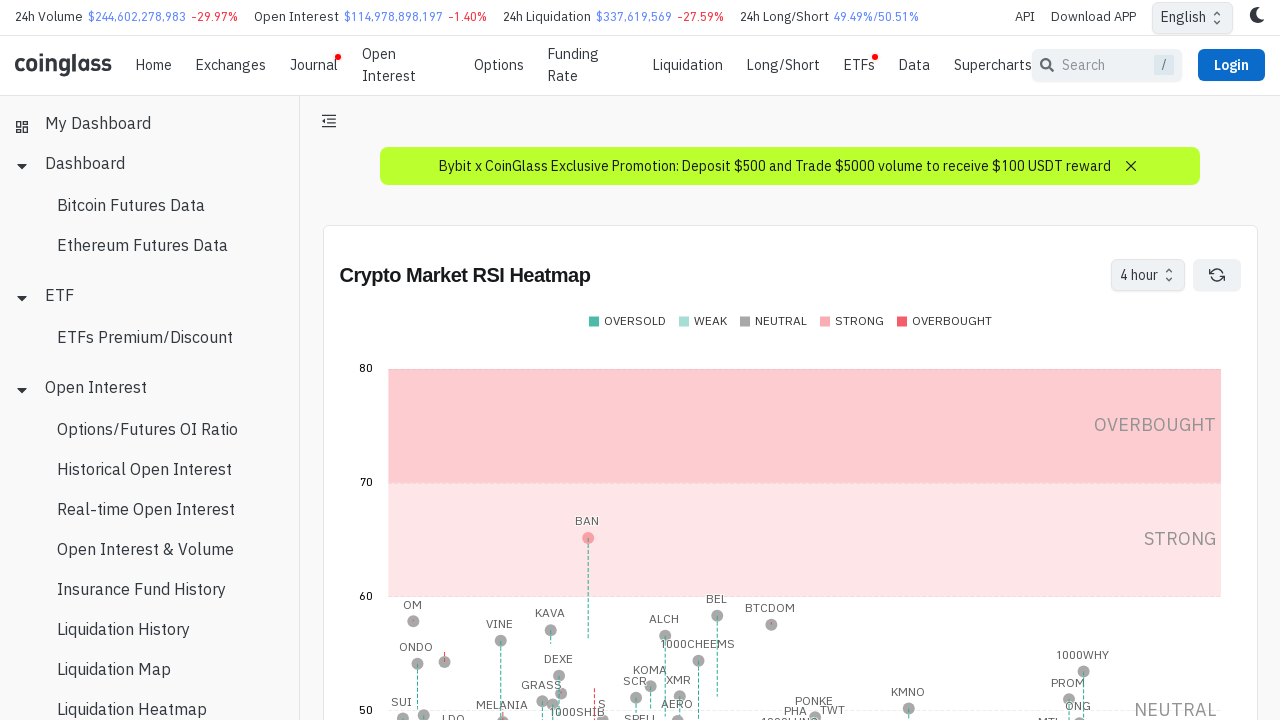 24h Volume $244,602,278,983 -29.97% Open Interest $114,978,898,197 -1.40% 24h Liquidation $337,619,569 -27.59% 24h Long/Short 49.49%/50.51% API Download APP English
coinglass Home Exchanges Journal Open Interest Options Funding Rate Liquidation Long/Short ETFs Data Supercharts Search / Login
My Dashboard
Dashboard
Bitcoin Futures Data
Ethereum Futures Data
ETF
ETFs Premium/Discount
Open Interest
Options/Futures OI Ratio
Historical Open Interest
Real-time Open Interest
Open Interest & Volume
Insurance Fund History
Liquidation History
Liquidation Map
Liquidation Heatmap
Bybit x CoinGlass Exclusive Promotion: Deposit $500 and Trade $5000 volume to receive $100 USDT reward
Crypto Market RSI Heatmap
4 hour
OVERSOLD WEAK NEUTRAL STRONG OVERBOUGHT
80
OVERBOUGHT
70
BAN
STRONG
60
BEL
OM
BTCDOM
KAVA
ALCH
VINE
1000CHEEMS
ONDO
1000WHY
DEXE
KOMA
SCR
XMR
PROM
GRASS
KMNO
SUI
PONKE
MELANIA
S
AERO
ONG
50
1000SHIB
PHA
TWT
NEUTRAL
LDO
SPELL